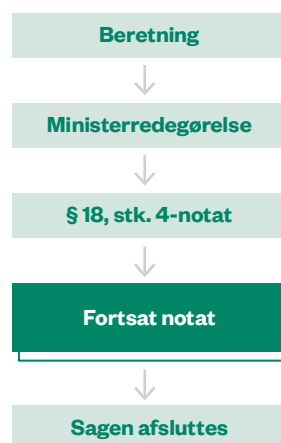 Beretning
Ministerredegørelse
§ 18, stk. 4-notat
Fortsat notat
Sagen afsluttes